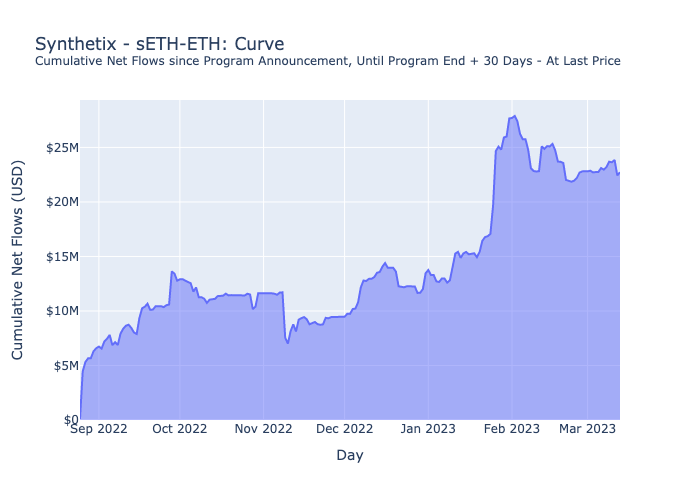 Synthetix - sETH-ETH: Curve
Cumulative Net Flows since Program Announcement, Until Program End + 30 Days - At Last Price
Cumulative Net Flows (USD)
$25M
$20M
$15M
$10M
$5M
$0
Sep 2022
Oct 2022
Nov 2022
Dec 2022
Jan 2023
Feb 2023
Mar 2023
Day